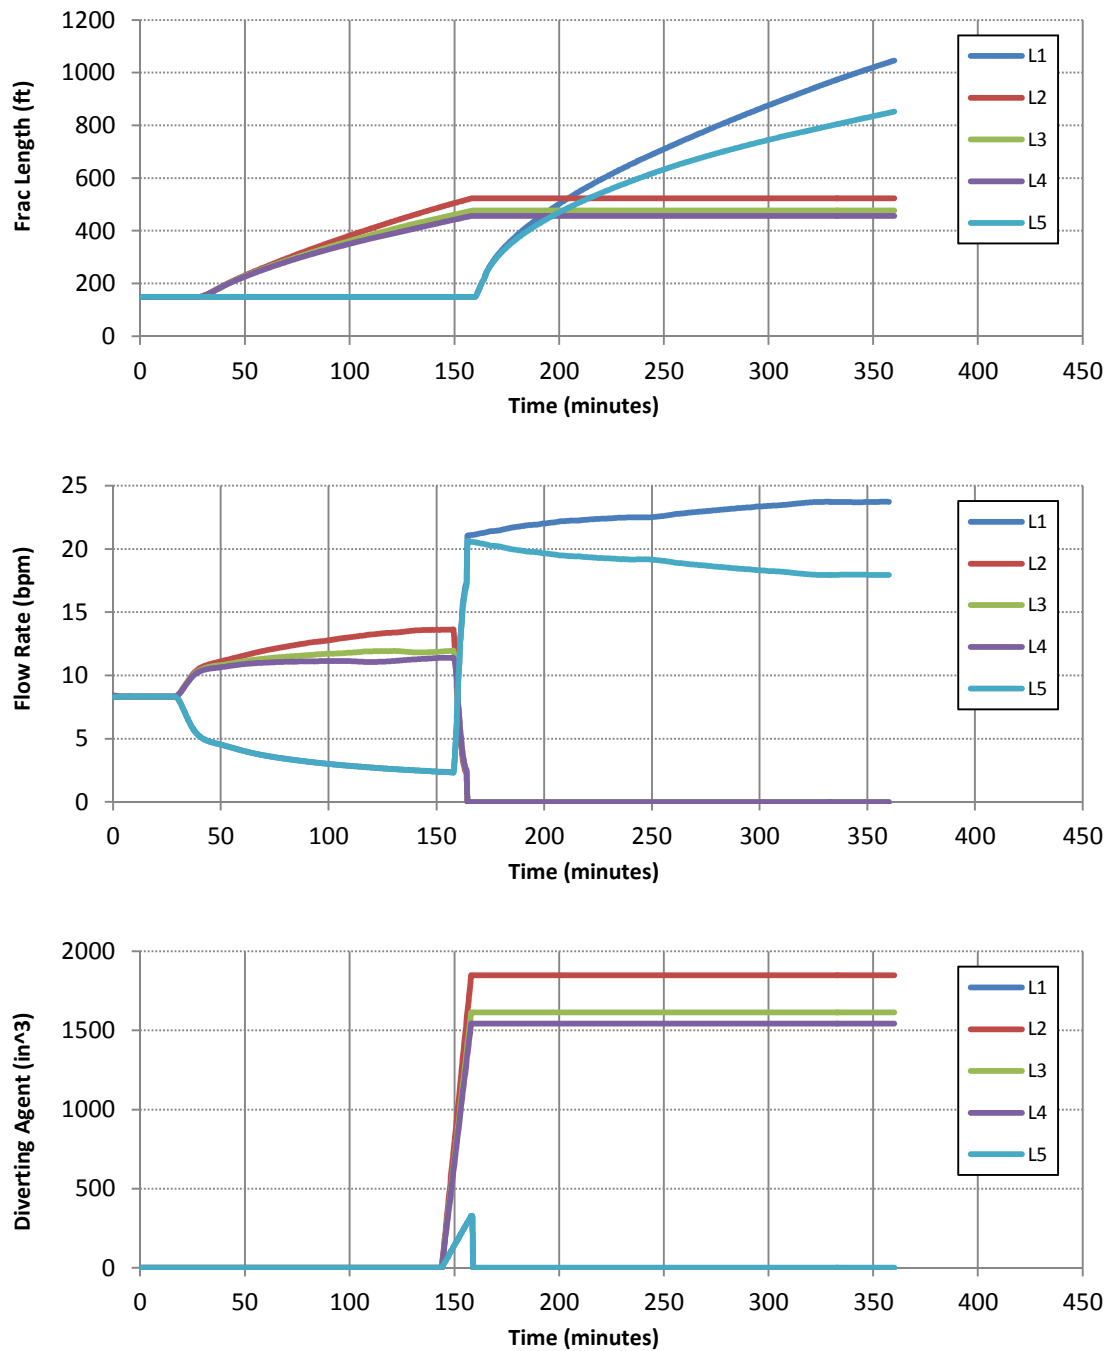 1200
1000
800
600
400
200
0
Frac Length (ft)
0 50 100 150 200 250 300 350 400 450
Time (minutes)
L1
L2
L3
L4
L5
25
20
15
10
5
0
Flow Rate (bpm)
0 50 100 150 200 250 300 350 400 450
Time (minutes)
L1
L2
L3
L4
L5
2000
1500
1000
500
0
Diverting Agent (in^3)
0 50 100 150 200 250 300 350 400 450
Time (minutes)
L1
L2
L3
L4
L5